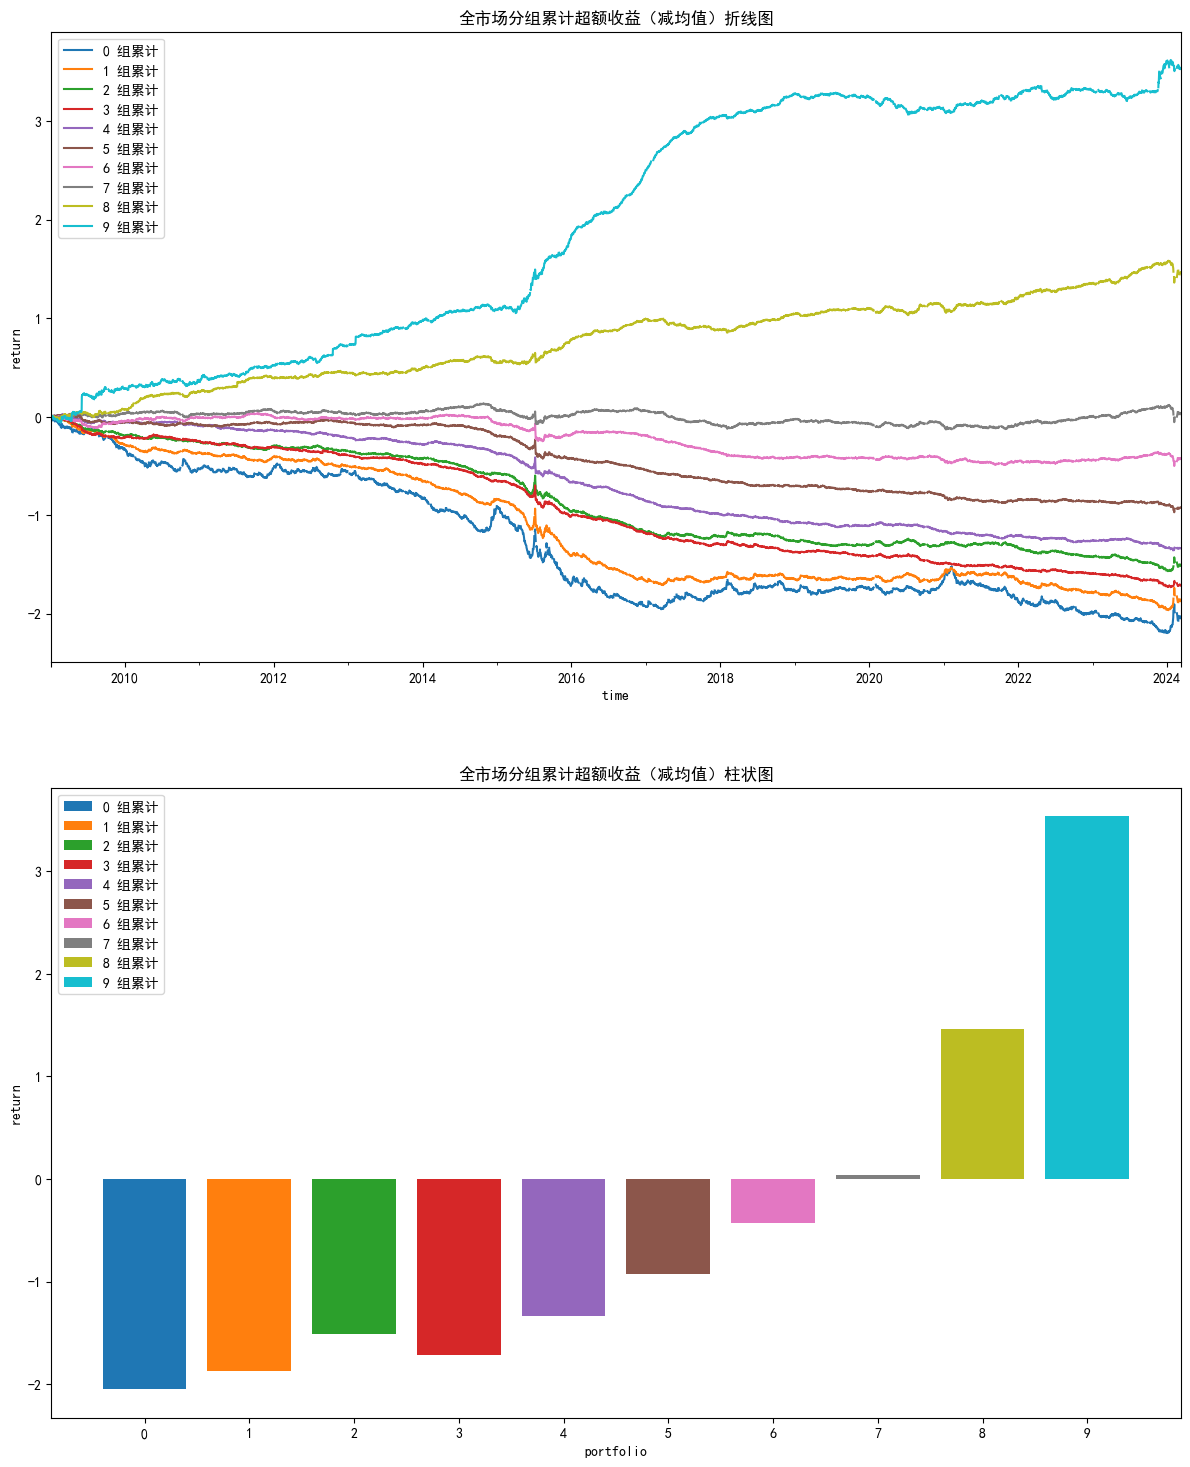 全市场分组累计超额收益（减均值）折线图
0 组累计
1 组累计
2 组累计
3 组累计
4 组累计
5 组累计
6 组累计
7 组累计
8 组累计
9 组累计
return
3
2
1
0
−1
−2
2010 2012 2014 2016 2018 2020 2022 2024
time
全市场分组累计超额收益（减均值）柱状图
0 组累计
1 组累计
2 组累计
3 组累计
4 组累计
5 组累计
6 组累计
7 组累计
8 组累计
9 组累计
return
3
2
1
0
−1
−2
0 1 2 3 4 5 6 7 8 9
portfolio